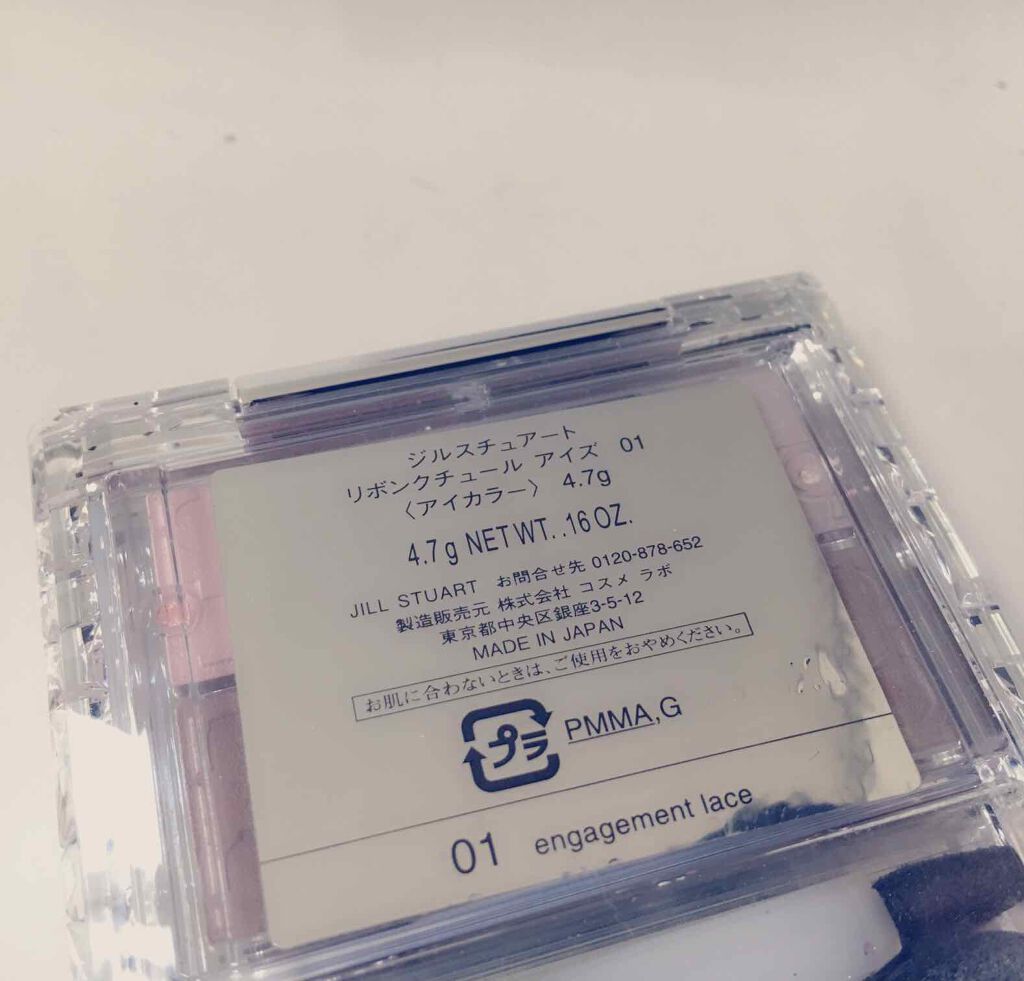 ジルスチュアート
リボンクチュール アイズ 01
〈アイカラー〉 4.7g
4.7g NET WT. .16 OZ.
JILL STUART お問合せ先 0120-878-652
製造販売元 株式会社 コスメ ラボ
東京都中央区銀座3-5-12
MADE IN JAPAN
お肌に合わないときは、ご使用をおやめください。
プラ PMMA,G
01 engagement lace